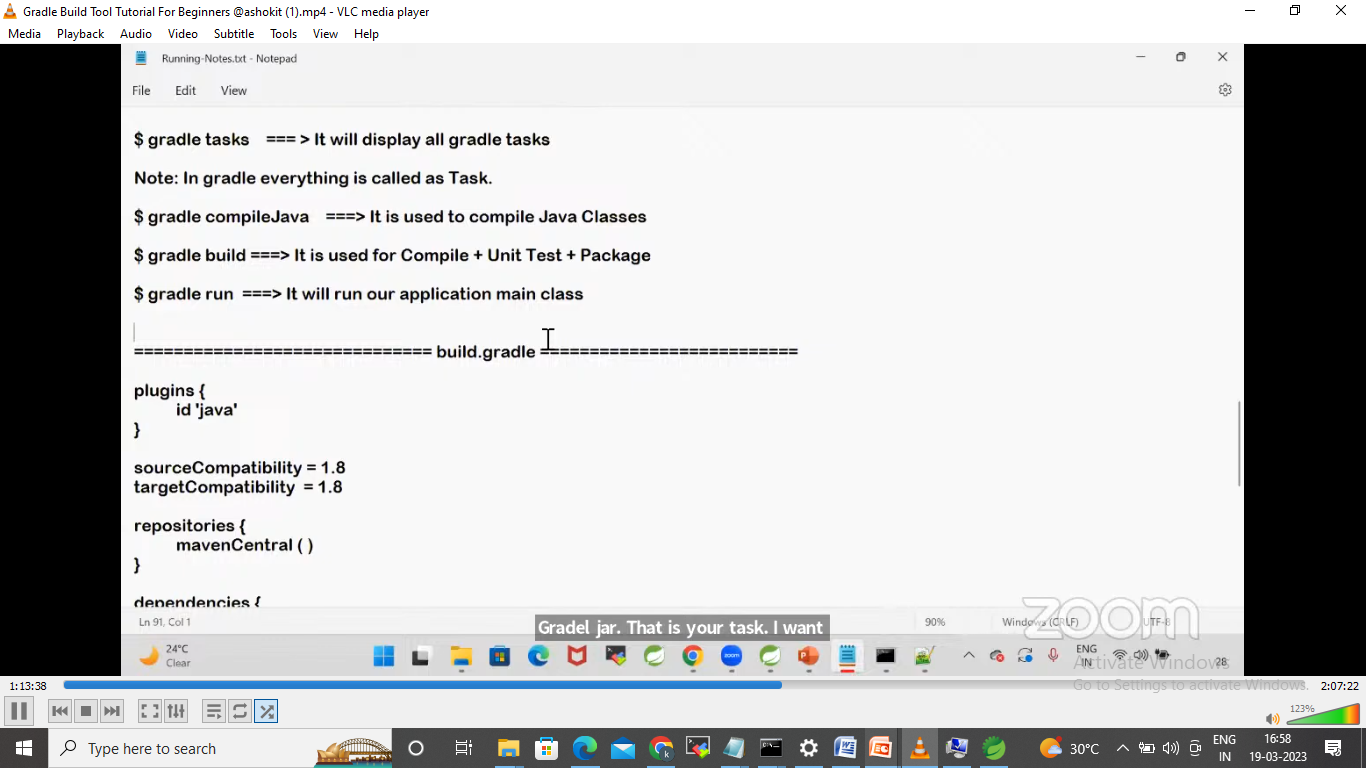 Gradle Build Tool Tutorial For Beginners @ashokit (1).mp4 - VLC media player
Media Playback Audio Video Subtitle Tools View Help
Running-Notes.txt - Notepad
File Edit View
$ gradle tasks === > It will display all gradle tasks
Note: In gradle everything is called as Task.
$ gradle compileJava ===> It is used to compile Java Classes
$ gradle build ===> It is used for Compile + Unit Test + Package
$ gradle run ===> It will run our application main class
============================== build.gradle ==========================
plugins {
id 'java'
}
sourceCompatibility = 1.8
targetCompatibility = 1.8
repositories {
mavenCentral ( )
}
dependencies {
Ln 91, Col 1 90% Windows (CRLF) UTF-8
zoom
Gradel jar. That is your task. I want
24°C
Clear
zoom
ENG
IN
28
Activate Windows
Go to Settings to activate Windows.
1:13:38 2:07:22
123%
Type here to search
30°C
ENG
IN
16:58
19-03-2023